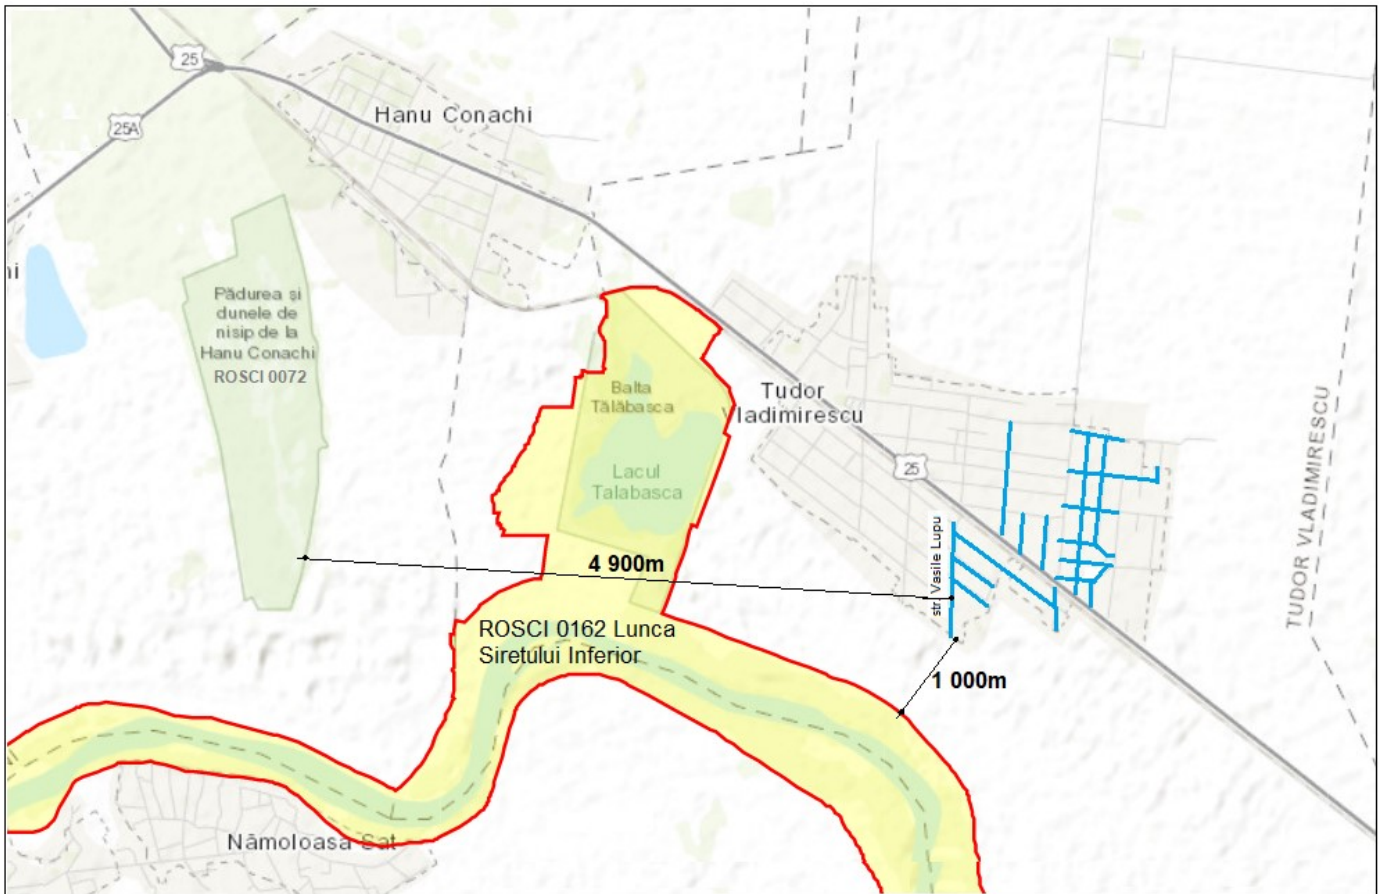 25
25A
Hanu Conachi
Pădurea și
dunele de
nisip de la
Hanu Conachi
ROSCI 0072
Balta
Tălăbasca
Lacul
Talabasca
Tudor
Vladimirescu
25
str. Vasile Lupu
TUDOR VLADIMIRESCU
4 900m
ROSCI 0162 Lunca
Siretului Inferior
1 000m
Nămoloasa Sat